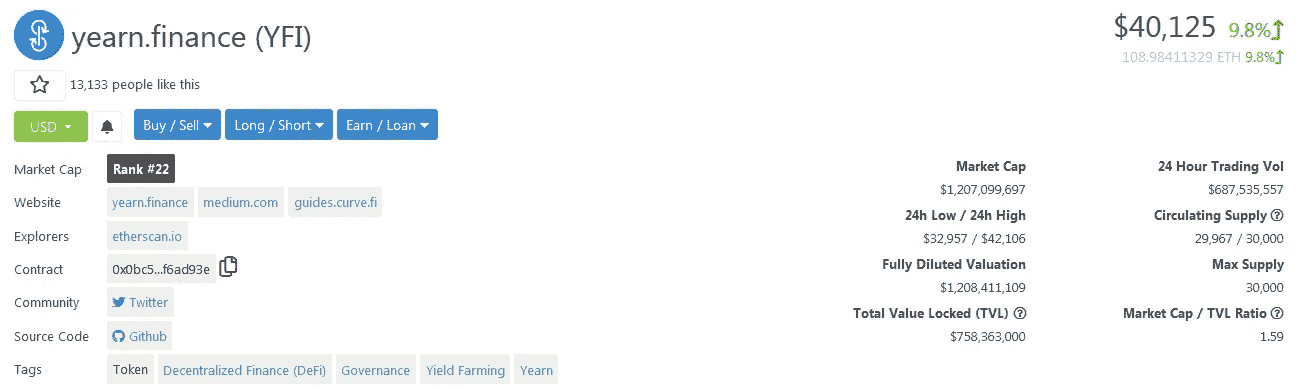 yearn.finance (YFI)
$40,125 9.8%
108.98411329 ETH 9.8%
13,133 people like this
USD Buy / Sell Long / Short Earn / Loan
Market Cap Rank #22
Website yearn.finance medium.com guides.curve.fi
Explorers etherscan.io
Contract 0x0bc5...f6ad93e
Community Twitter
Source Code Github
Tags Token Decentralized Finance (DeFi) Governance Yield Farming Yearn
Market Cap 24 Hour Trading Vol
$1,207,099,697 $687,535,557
24h Low / 24h High Circulating Supply
$32,957 / $42,106 29,967 / 30,000
Fully Diluted Valuation Max Supply
$1,208,411,109 30,000
Total Value Locked (TVL) Market Cap / TVL Ratio
$758,363,000 1.59